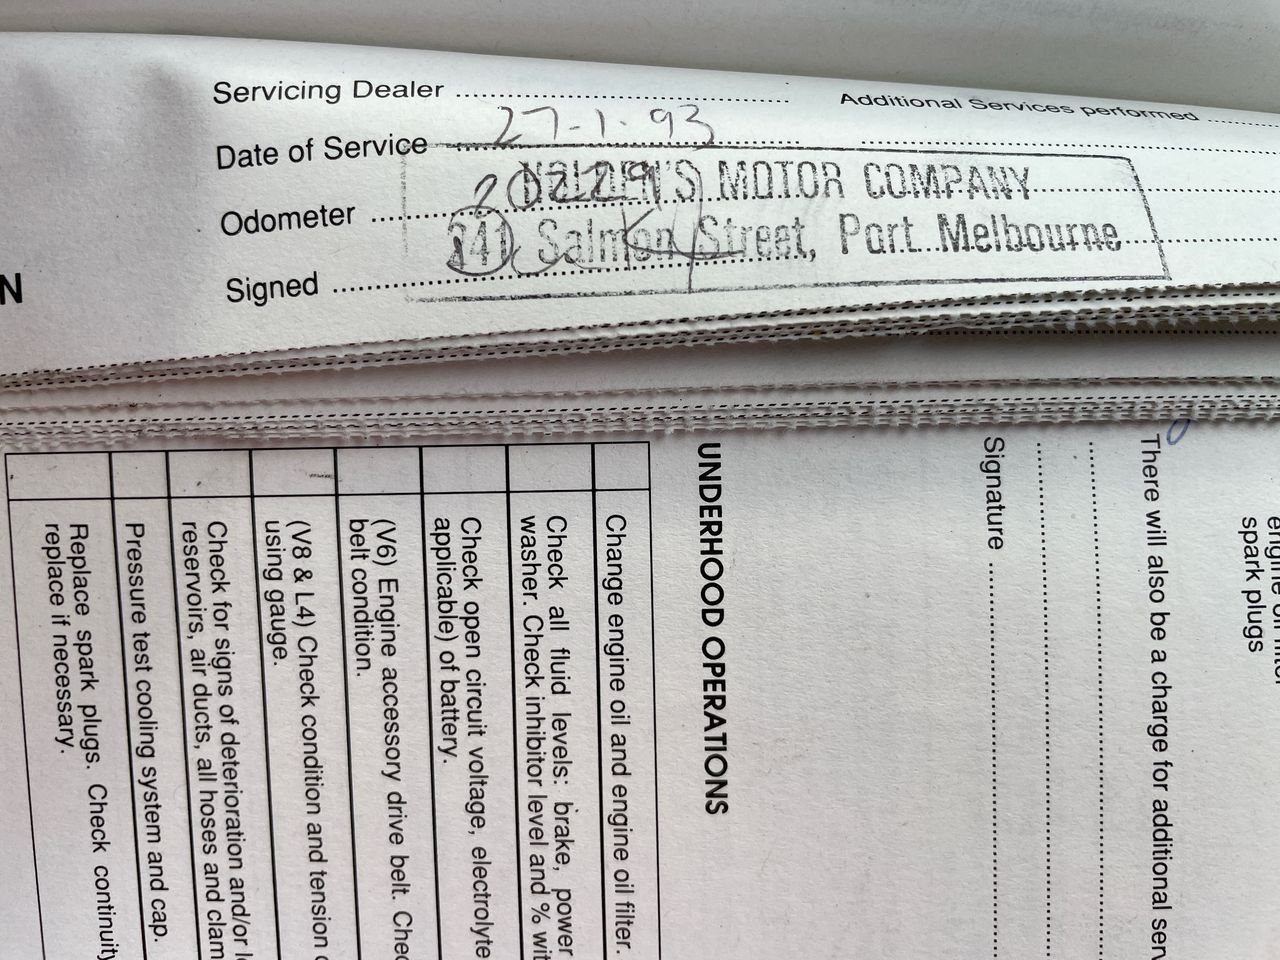 Servicing Dealer ........................................
Additional Services performed ............
Date of Service 27-1-93
HOLDEN'S MOTOR COMPANY
Odometer 20229
241 Salmon Street, Port Melbourne
Signed ................
N
There will also be a charge for additional ser
Signature ........................................
spark plugs
UNDERHOOD OPERATIONS
Change engine oil and engine oil filter.
Check all fluid levels: brake, power
washer. Check inhibitor level and %
Check open circuit voltage, electrolyte
applicable) of battery.
(V6) Engine accessory drive belt.
belt condition.
(V8 & L4) Check condition and tension
using gauge.
Check for signs of deterioration and/or
reservoirs, air ducts, all hoses and clam
Pressure test cooling system and cap.
Replace spark plugs. Check continuity
replace if necessary.